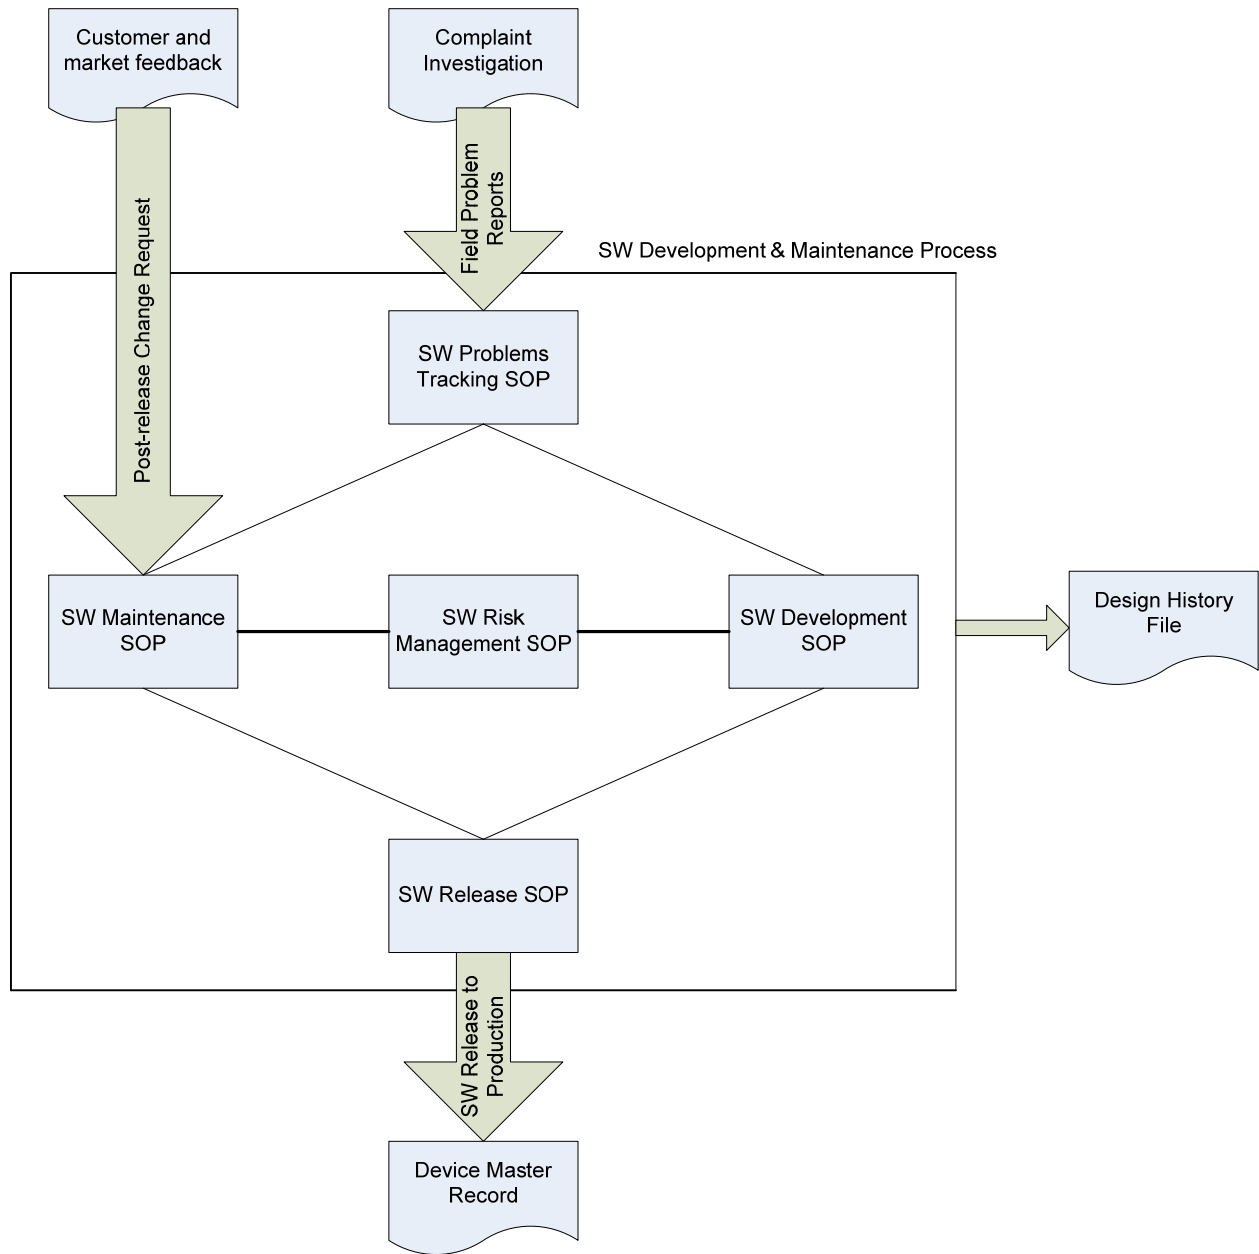 Customer and
market feedback
Complaint
Investigation
Post-release Change Request
Field Problem
Reports
SW Development & Maintenance Process
SW Problems
Tracking SOP
SW Maintenance
SOP
SW Risk
Management SOP
SW Development
SOP
Design History
File
SW Release SOP
SW Release to
Production
Device Master
Record